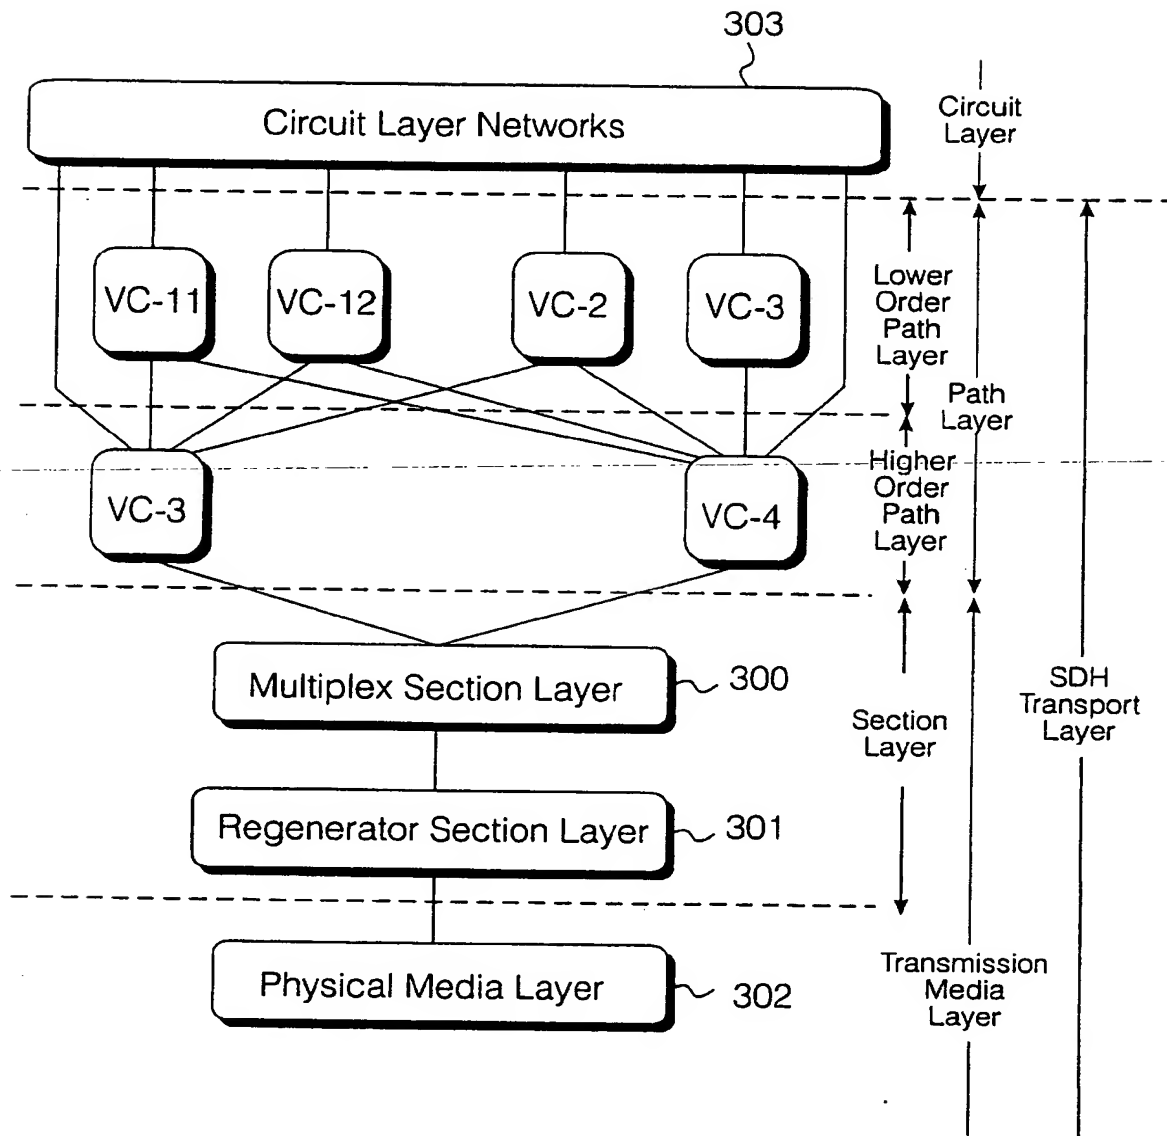 303
Circuit Layer Networks
Circuit
Layer
VC-11
VC-12
VC-2
VC-3
Lower
Order
Path
Layer
Path
Layer
VC-3
VC-4
Higher
Order
Path
Layer
Multiplex Section Layer
300
SDH
Transport
Layer
Section
Layer
Regenerator Section Layer
301
Physical Media Layer
302
Transmission
Media
Layer